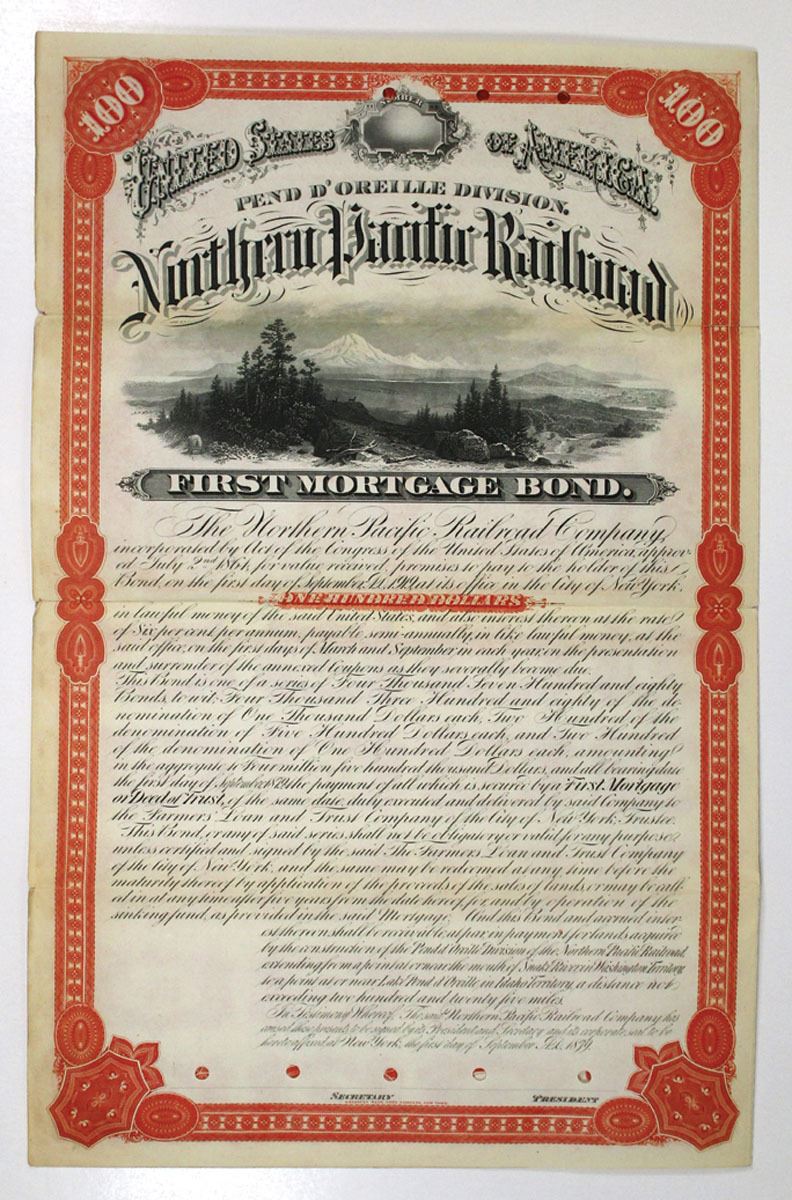 100
NUMBER
100
UNITED STATES OF AMERICA.
PEND D'OREILLE DIVISION.
Northern Pacific Railroad
FIRST MORTGAGE BOND.
The Northern Pacific Railroad Company,
incorporated by Act of the Congress of the United States of America, approv-
ed July 2nd 1864, for value received, promises to pay to the holder of this
Bond, on the first day of September, A.D. 1919, at its office in the City of New York,
ONE HUNDRED DOLLARS
in lawful money of the said United States, and also interest thereon at the rate
of Six per cent per annum, payable semi-annually, in like lawful money, at the
said office, on the first days of March and September in each year, on the presentation
and surrender of the annexed Coupons as they severally become due.
This Bond is one of a series of Four Thousand Seven Hundred and eighty
Bonds, to wit: Four Thousand Three Hundred and eighty of the de
nomination of One Thousand Dollars each, Two Hundred of the
denomination of Five Hundred Dollars each, and Two Hundred
of the denomination of One Hundred Dollars each, amounting
in the aggregate to Four million five hundred thousand Dollars, and all bearing date
the first day of September, 1879, the payment of all which is secured by a First Mortgage
or Deed of Trust, of the same date, duly executed and delivered by said Company to
the Farmers' Loan and Trust Company of the City of New York, Trustee.
This Bond, or any of said series shall not be obligatory or valid for any purpose
unless certified and signed by the said The Farmers' Loan and Trust Company
of the city of New York, and the same may be redeemed at any time before the
maturity thereof by application of the proceeds of the sales of lands, or may be call-
ed in at any time after five years from the date hereof, for, and by operation of the
sinking fund, as provided in the said Mortgage. And this Bond and accrued inter-
est thereon shall be receivable at par in payment for lands acquired
by the construction of the Pend d'Oreille Division of the Northern Pacific Railroad,
extending from a point at or near the mouth of Snake River in Washington Territory,
to a point at or near Lake Pend d'Oreille in Idaho Territory, a distance not
exceeding two hundred and twenty five miles.
In Testimony Whereof, The said Northern Pacific Railroad Company has
caused these presents to be signed by its President and Secretary and its corporate seal to be
hereto affixed at New York, the first day of September A.D. 1879.
SECRETARY
PRESIDENT